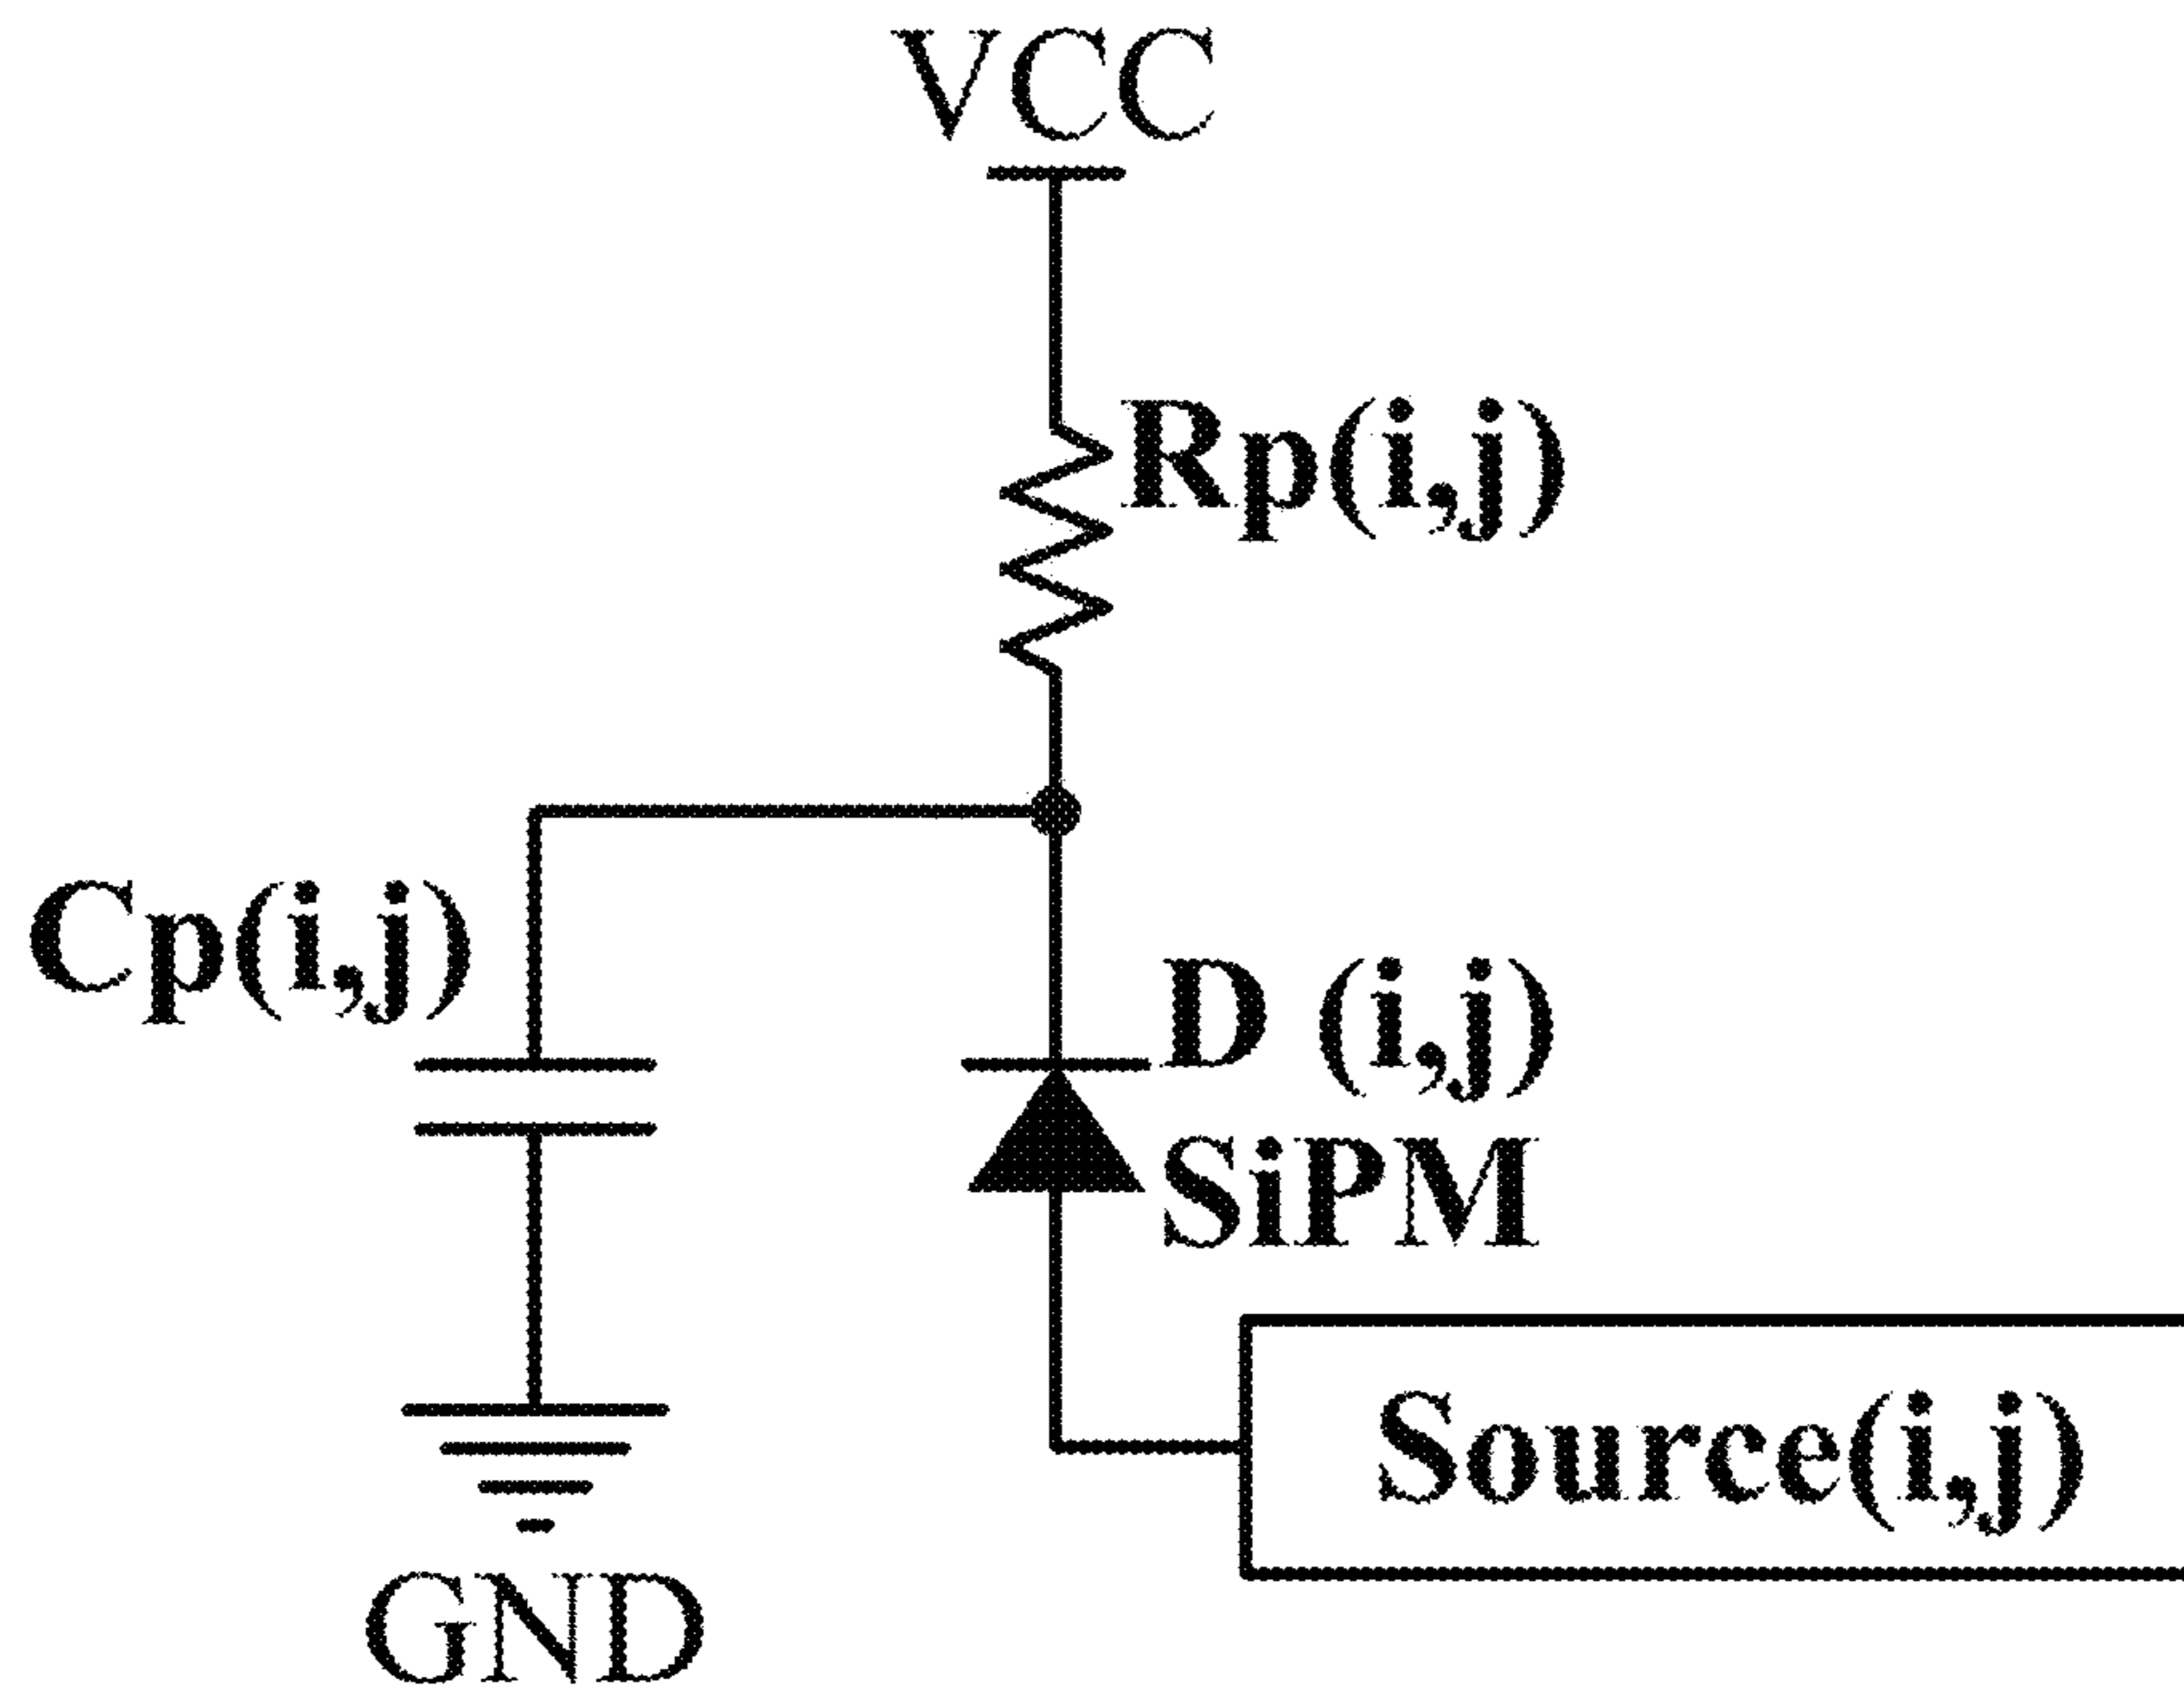 VCC
Rp(i,j)
Cp(i,j)
D (i,j)
SiPM
Source(i,j)
GND